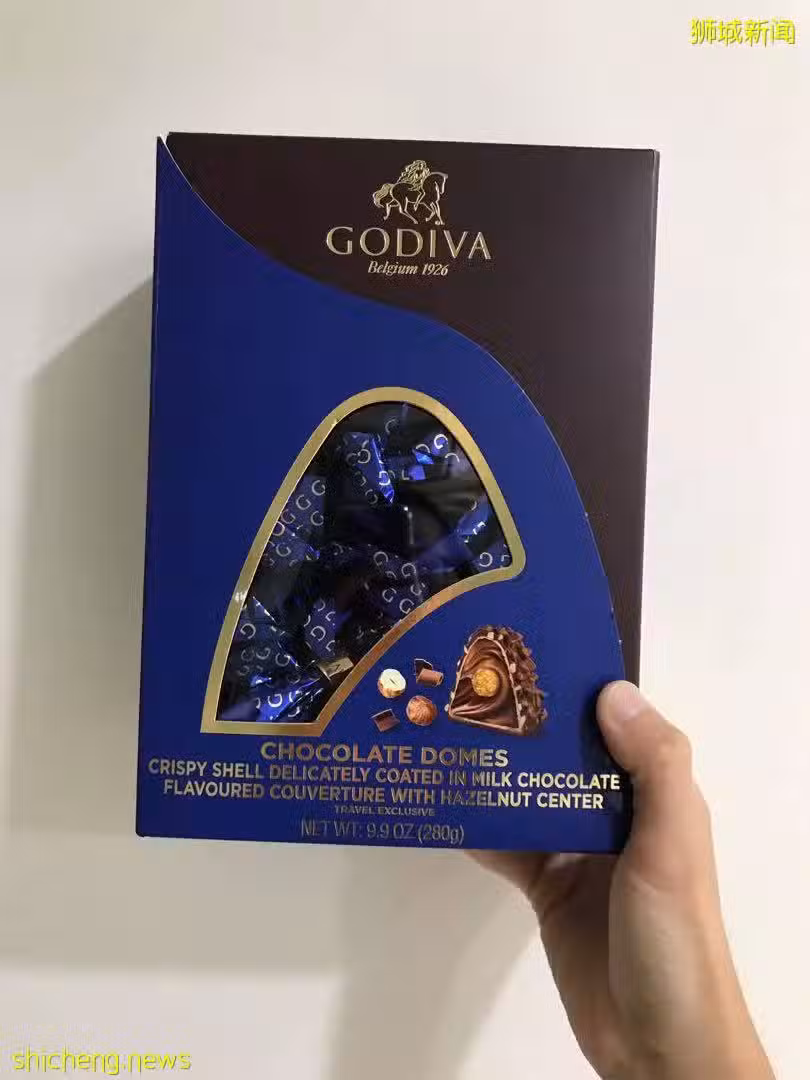 狮城新闻
GODIVA
Belgium 1926
CHOCOLATE DOMES
CRISPY SHELL DELICATELY COATED IN MILK CHOCOLATE
FLAVOURED COUVERTURE WITH HAZELNUT CENTER
TRAVEL EXCLUSIVE
NET WT: 9.9 OZ (280g)
shicheng.news